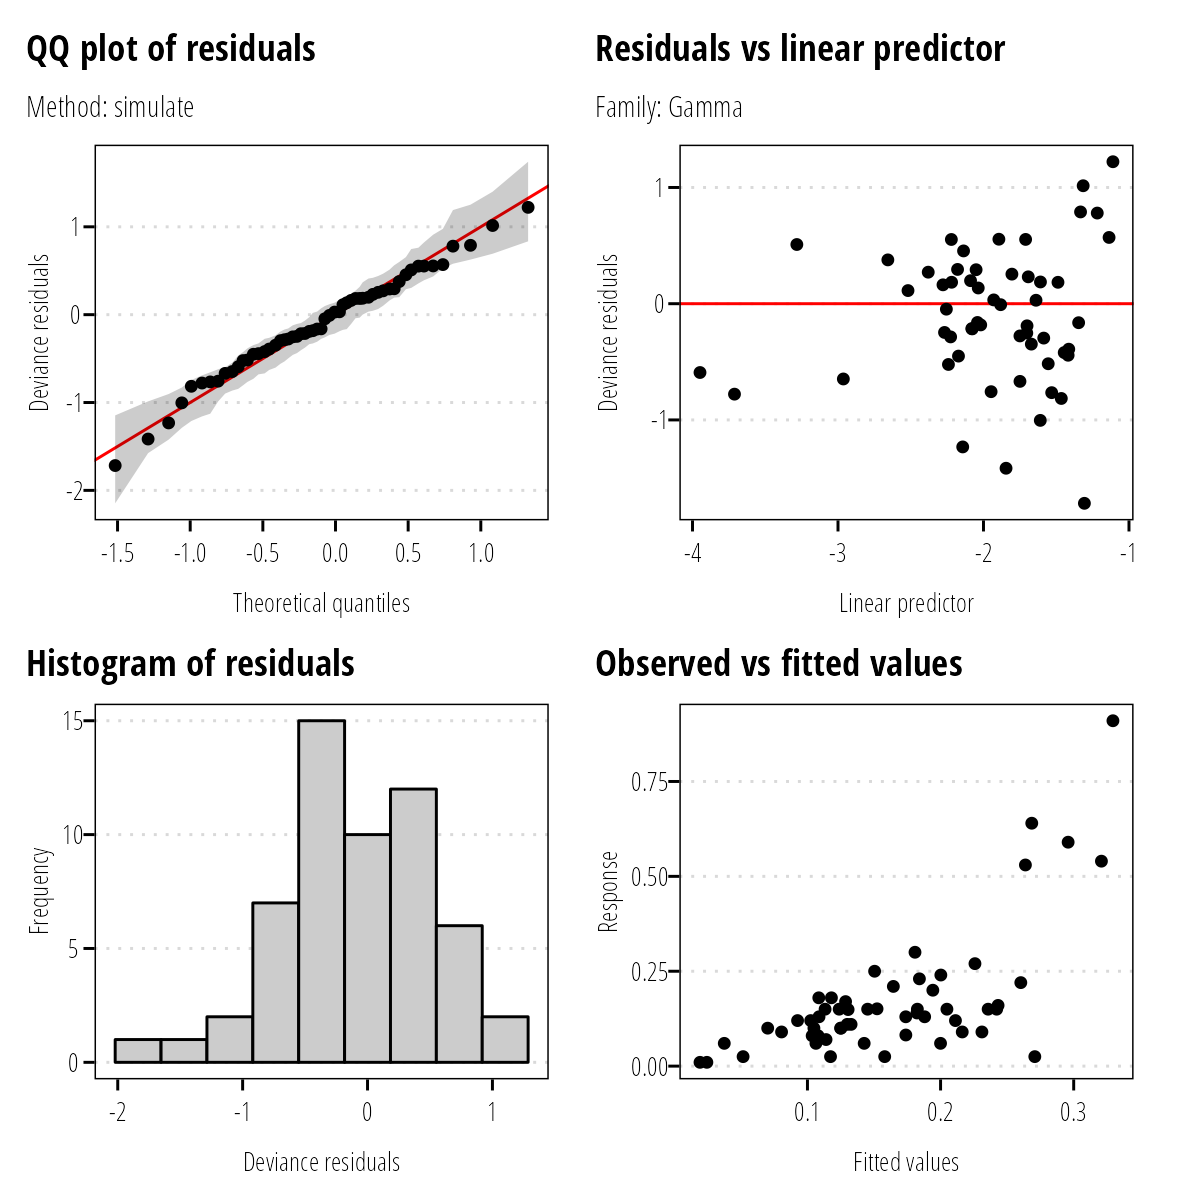 QQ plot of residuals
Method: simulate
Deviance residuals
1
0
-1
-2
-1.5 -1.0 -0.5 0.0 0.5 1.0
Theoretical quantiles
Residuals vs linear predictor
Family: Gamma
Deviance residuals
1
0
-1
-4 -3 -2 -1
Linear predictor
Histogram of residuals
Frequency
15
10
5
0
-2 -1 0 1
Deviance residuals
Observed vs fitted values
Response
0.75
0.50
0.25
0.00
0.1 0.2 0.3
Fitted values